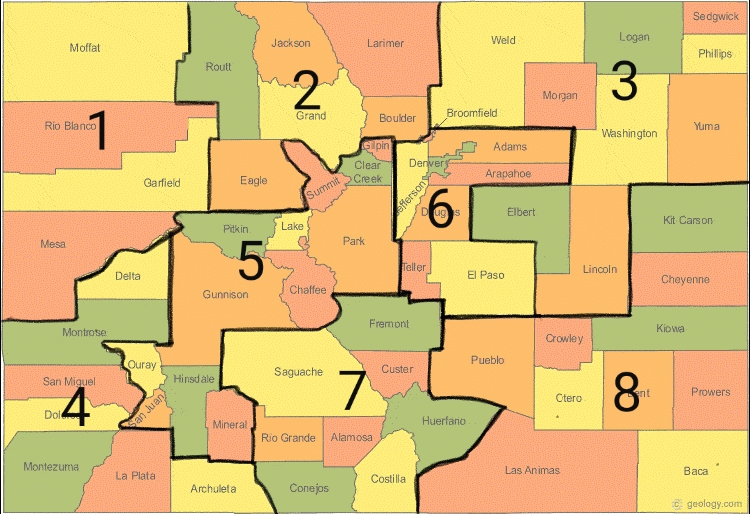 Moffat
Routt
Jackson
Larimer
Weld
Logan
Sedgwick
Phillips
2
3
Grand
Boulder
Morgan
Broomfield
Washington
Yuma
1
Rio Blanco
Garfield
Eagle
Summit
Gilpin
Clear
Creek
Denver
Adams
Arapahoe
Jefferson
Douglas
6
Elbert
Kit Carson
Mesa
Pitkin
Lake
Park
5
Delta
Gunnison
Chaffee
Teller
El Paso
Lincoln
Cheyenne
Montrose
Fremont
Kiowa
Ouray
Hinsdale
Saguache
Custer
Pueblo
Crowley
San Miguel
4
San Juan
7
8
Otero
Prowers
Mineral
Rio Grande
Alamosa
Huerfano
Montezuma
La Plata
Archuleta
Conejos
Costilla
Las Animas
Baca
geology.com